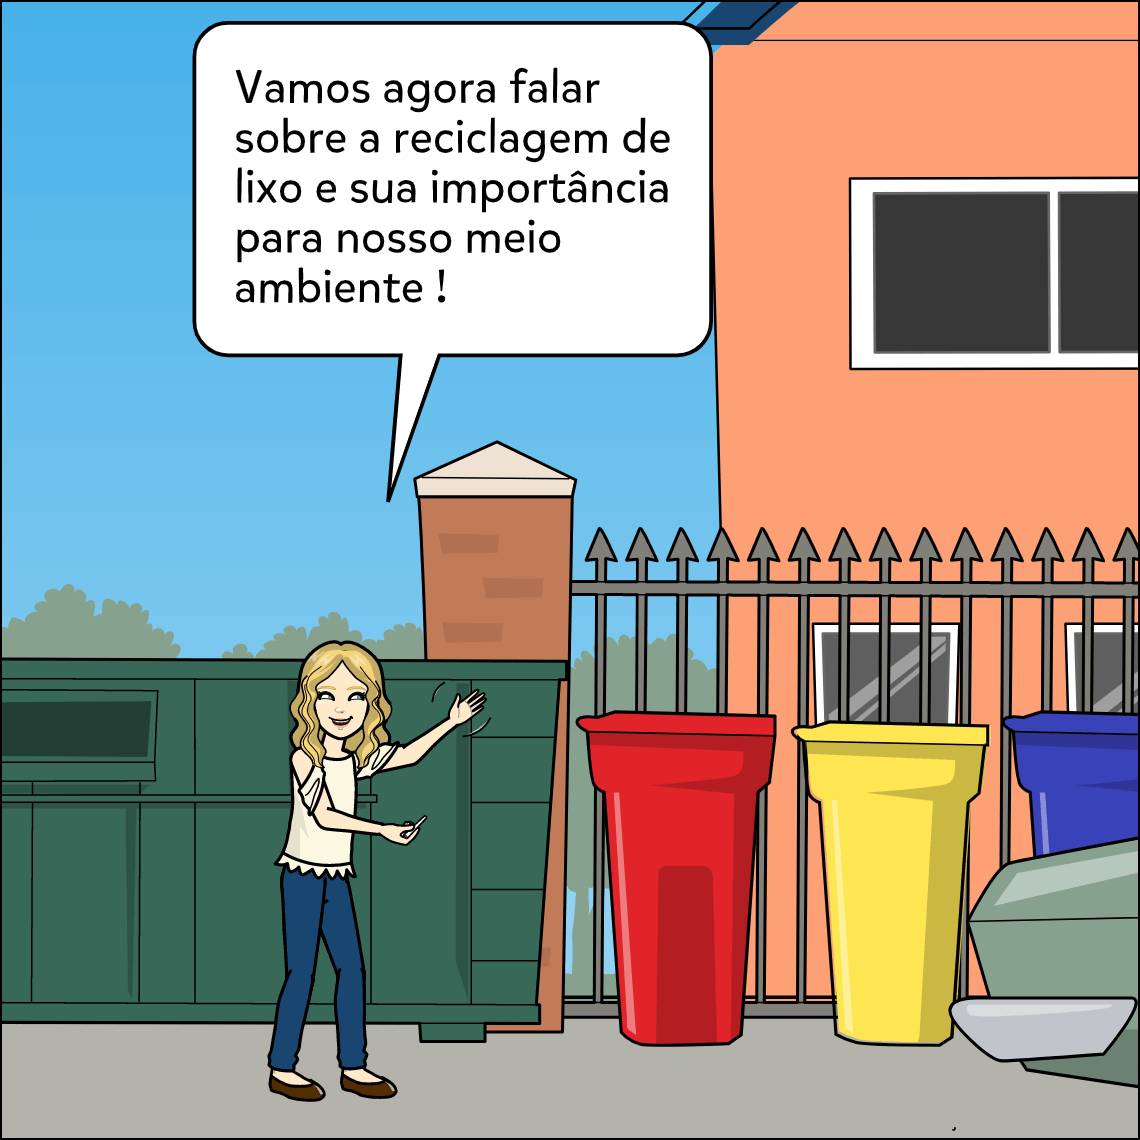 Vamos agora falar
sobre a reciclagem de
lixo e sua importância
para nosso meio
ambiente !